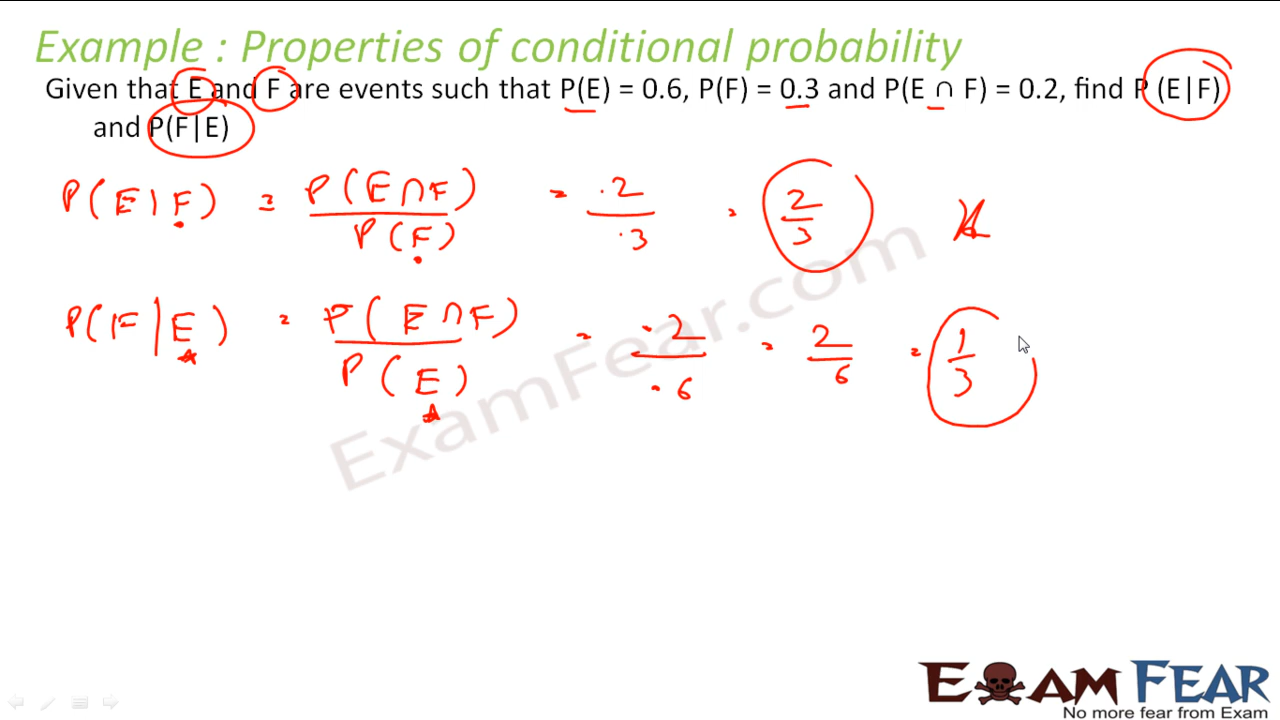 Example : Properties of conditional probability
Given that E and F are events such that P(E) = 0.6, P(F) = 0.3 and P(E ∩ F) = 0.2, find P (E|F)
and P(F|E)
P(E|F) = P(E∩F) / P(F) = .2 / .3 = 2/3
P(F|E) = P(E∩F) / P(E) = .2 / .6 = 2/6 = 1/3
ExamFear.com
EXAM FEAR
No more fear from Exam